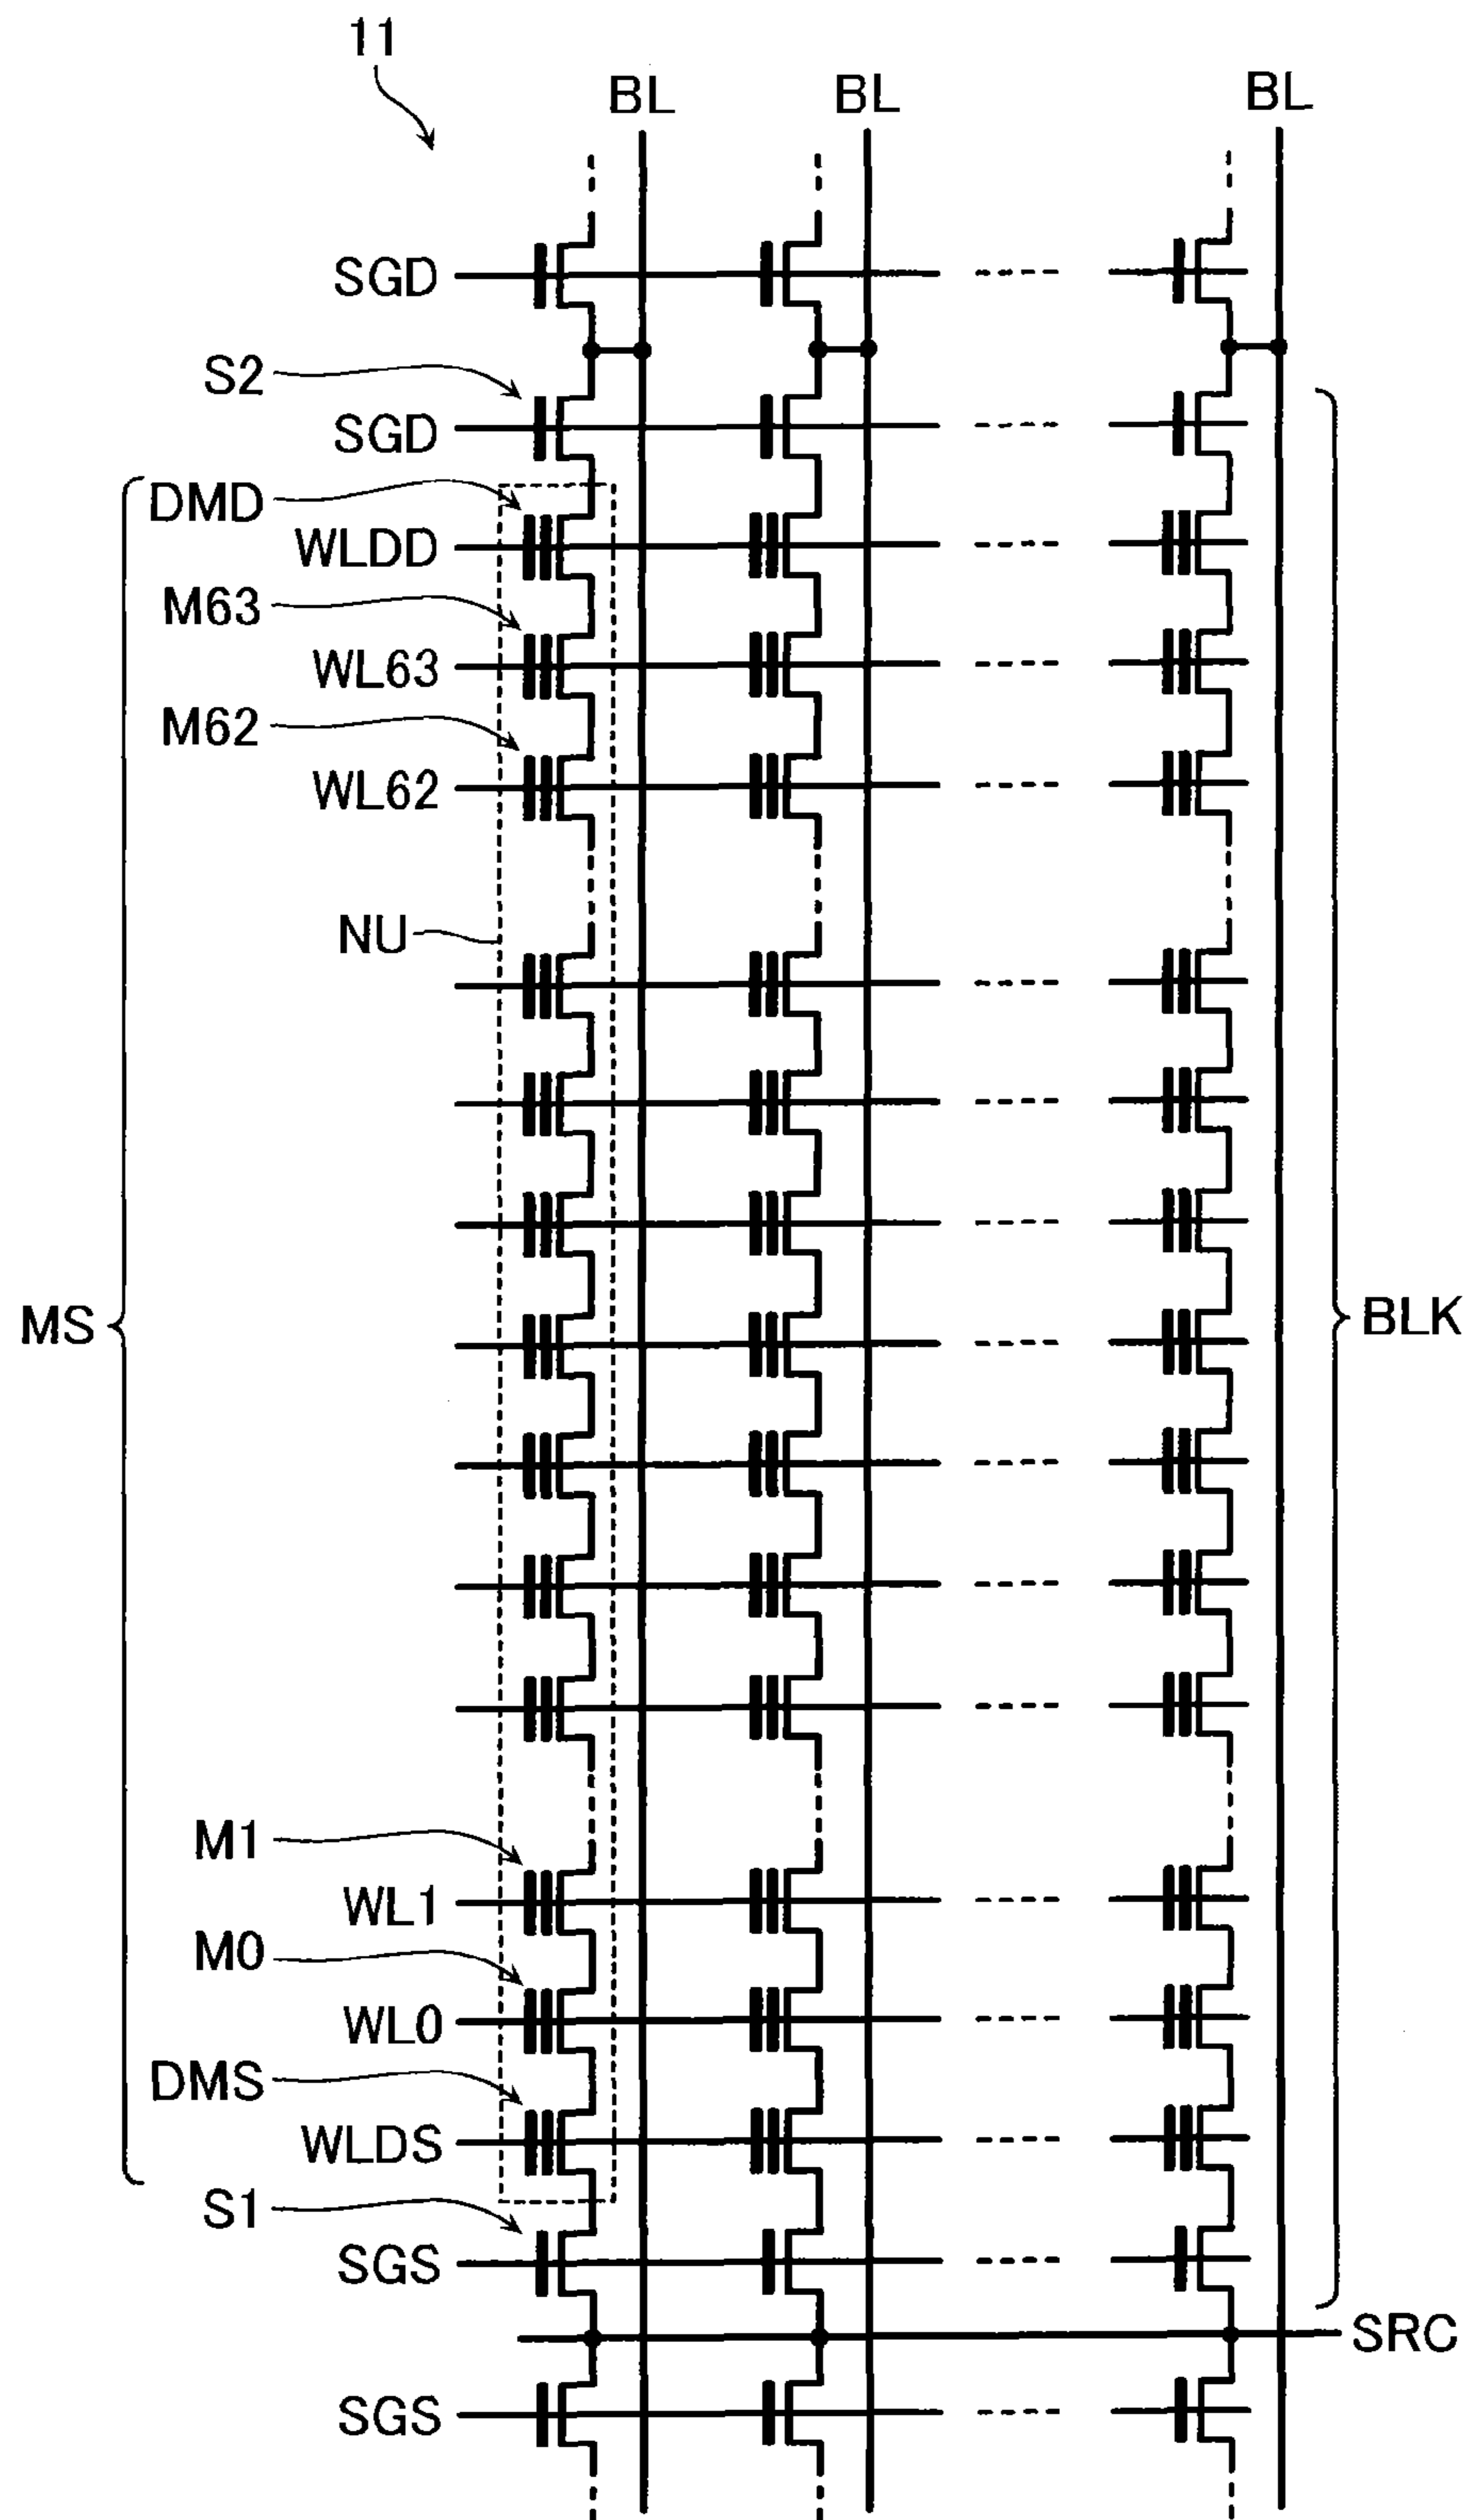 11
BL BL BL
SGD
S2
SGD
DMD
WLDD
M63
WL63
M62
WL62
NU
MS
BLK
M1
WL1
M0
WL0
DMS
WLDS
S1
SGS
SRC
SGS